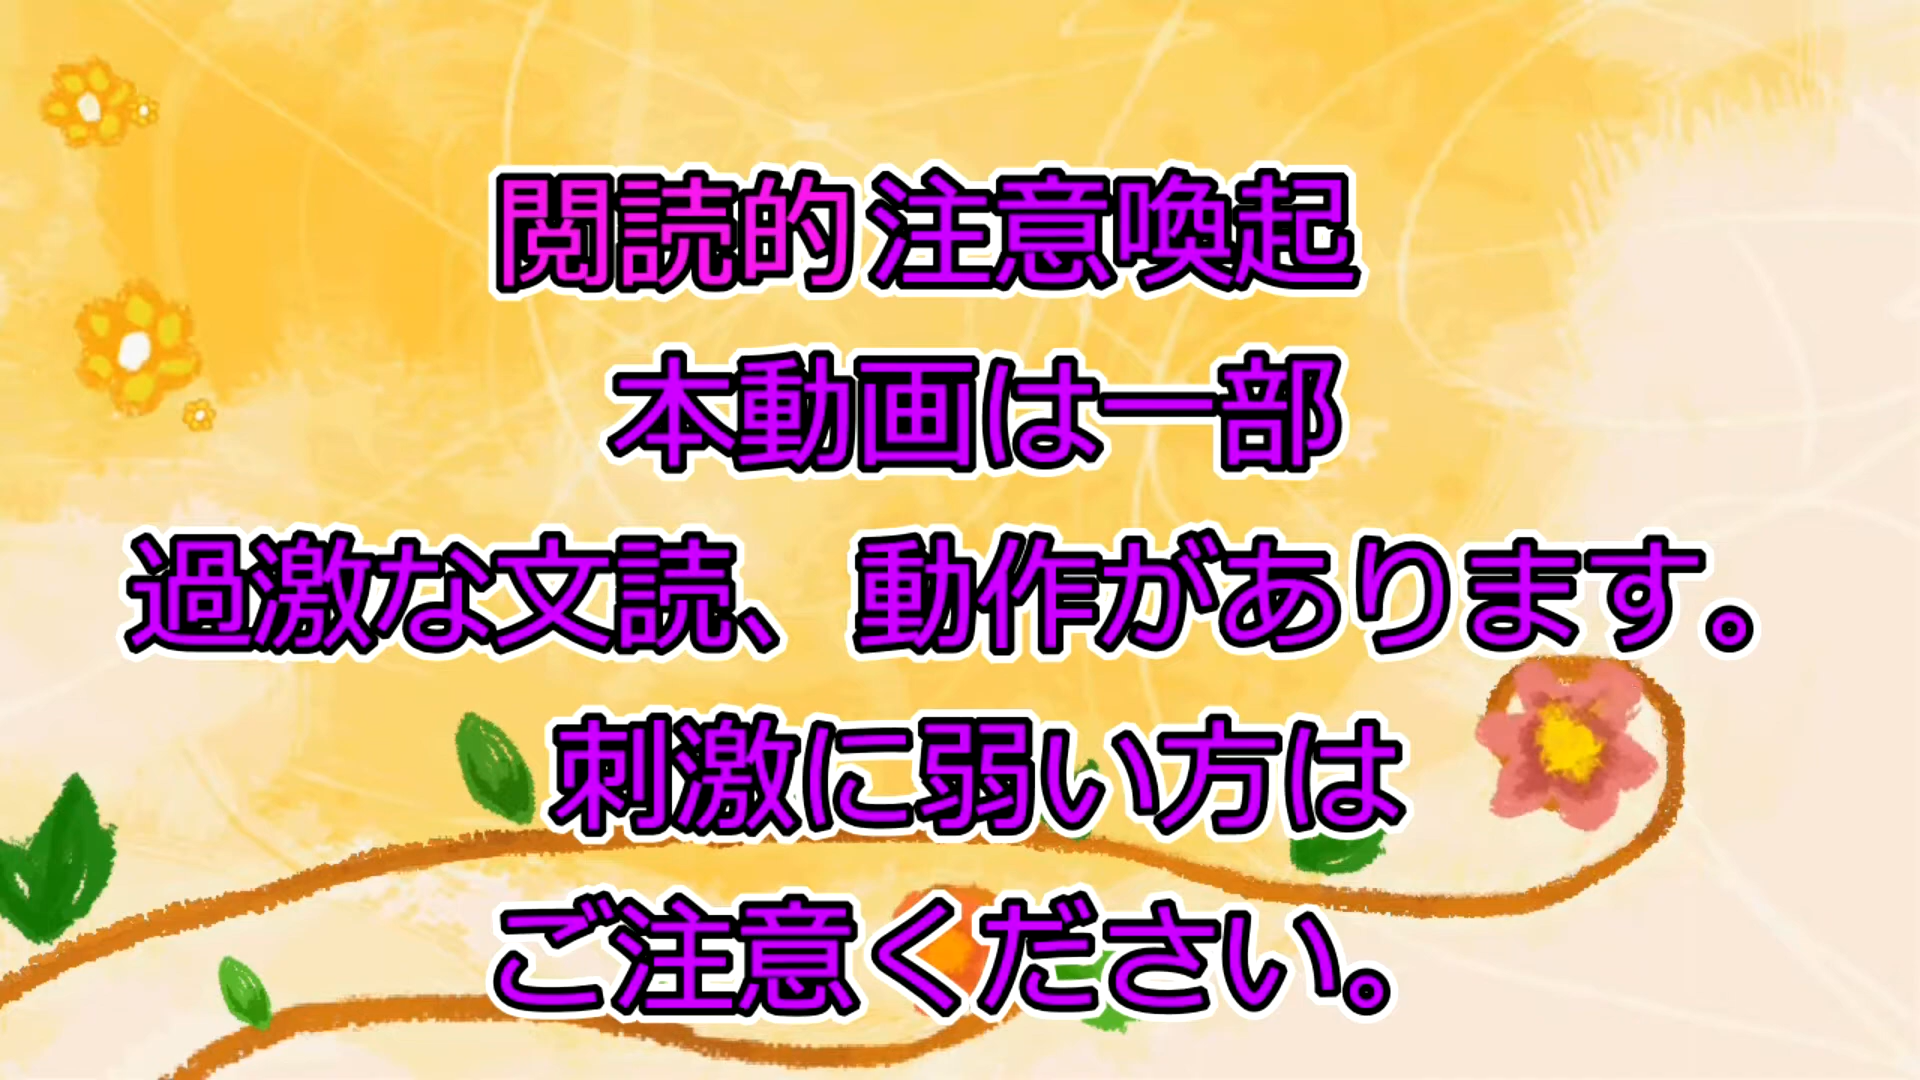 閲読的注意喚起
本動画は一部
過激な文読、動作があります。
刺激に弱い方は
ご注意ください。